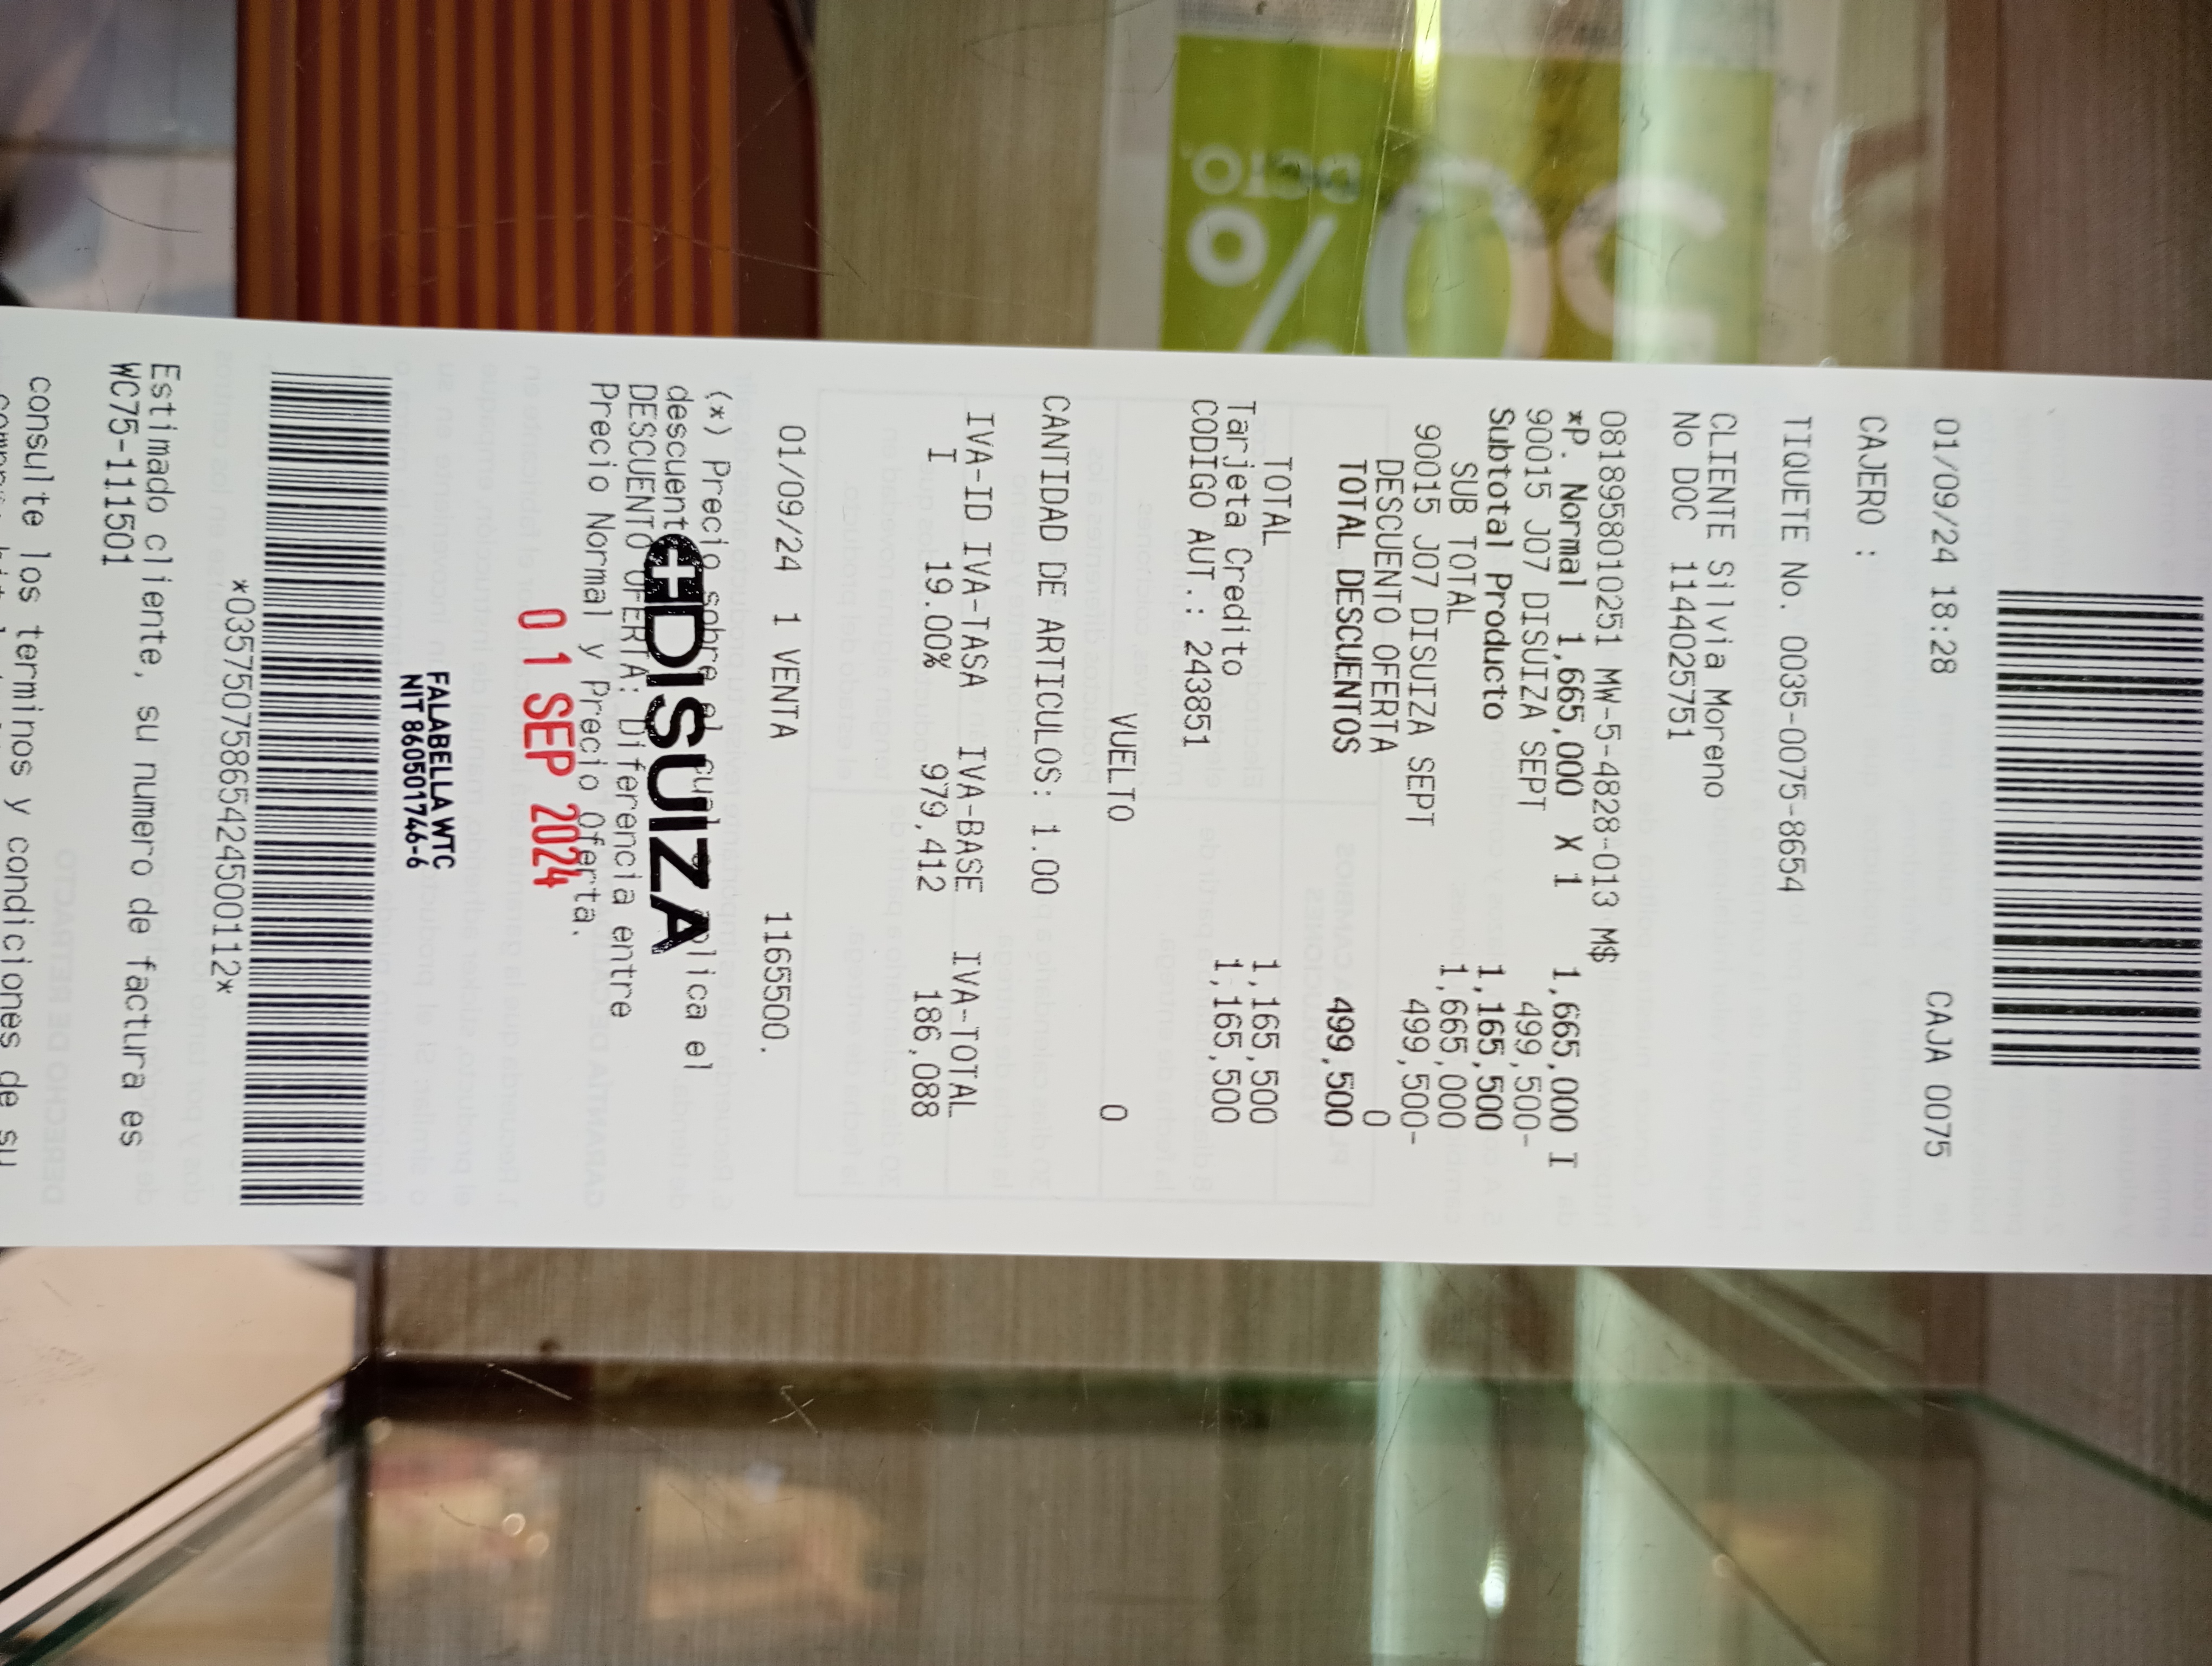 01/09/24 18:28 CAJA 0075
CAJERO :
TIQUETE No. 0035-0075-8654
CLIENTE Silvia Moreno
No DOC 1144025751
0818958010251 MW-5-4828-013 M$
*P. Normal 1,665,000 X 1 1,665,000 I
90015 J07 DISUIZA SEPT 499,500-
Subtotal Producto 1,165,500
SUB TOTAL 1,665,000
90015 J07 DISUIZA SEPT 499,500-
DESCUENTO OFERTA 0
TOTAL DESCUENTOS 499,500
TOTAL 1,165,500
Tarjeta Credito 1,165,500
CODIGO AUT.: 243851
VUELTO 0
CANTIDAD DE ARTICULOS: 1.00
IVA-ID IVA-TASA IVA-BASE IVA-TOTAL
I 19.00% 979,412 186,088
01/09/24 1 VENTA 1165500.
(*) Precio sobre el cual aplica el
descuent
DISUIZA
DESCUENTO OFERTA: Diferencia entre
Precio Normal y Precio Oferta.
0 1 SEP 2024
FALABELLA WTC
NIT 860501746-6
*03575075865424500112*
Estimado cliente, su numero de factura es
WC75-111501
consulte los terminos y condiciones de su
50%
DCTO